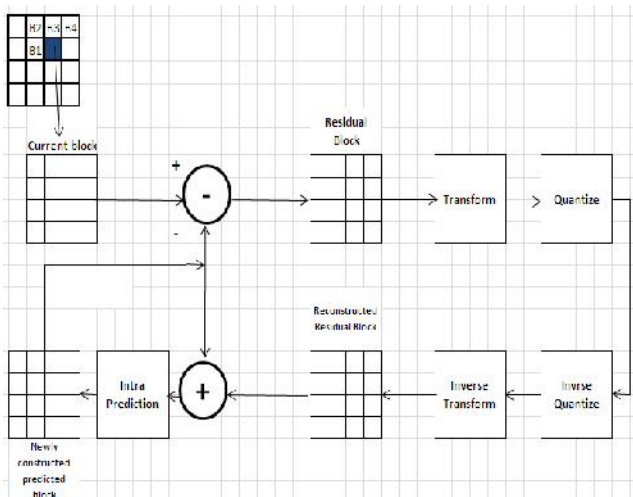 B2 B3 B4
B1
Current block
+
-
-
Residual
Block
Transform
Quantize
Reconstructed
Residual Block
Newly
constructed
predicted
block
Intra
Prediction
+
Inverse
Transform
Invrse
Quantize